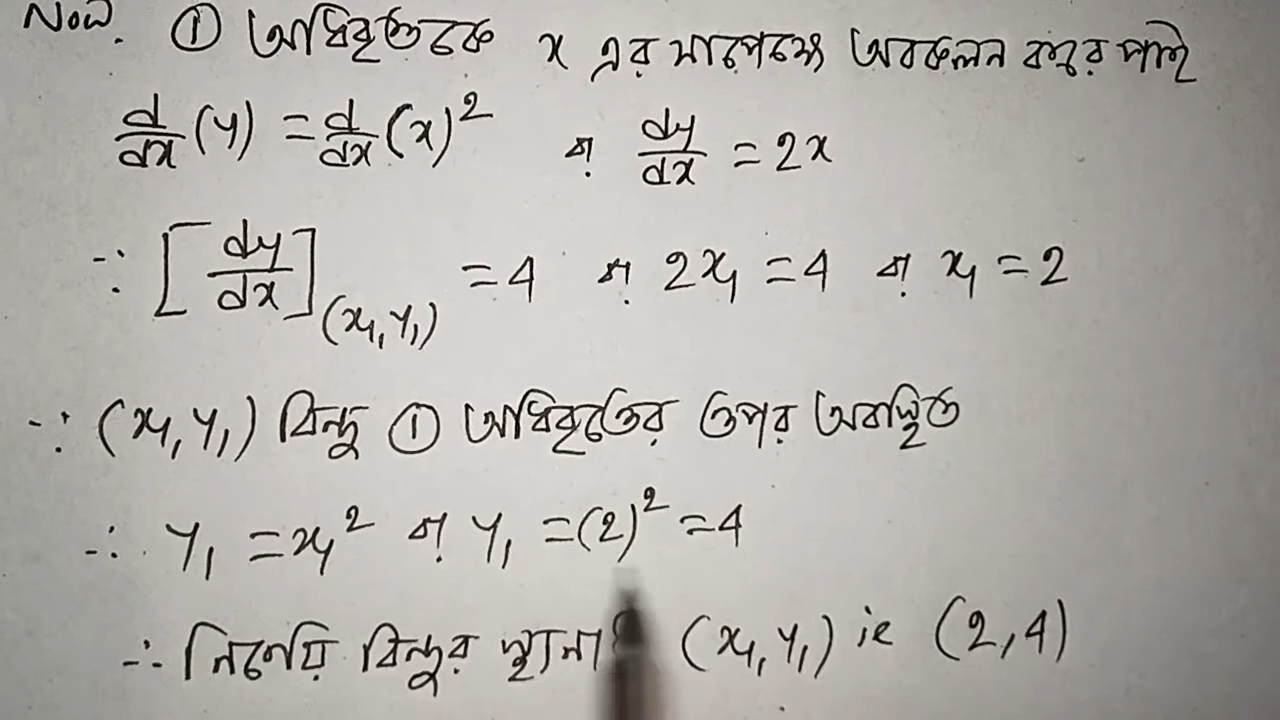 Now. ① অধিবৃত্তকে x এর সাপেক্ষে অবকলন করে পাই
d/dx (y) = d/dx (x)² বা dy/dx = 2x
∵ [dy/dx](x₁, y₁) = 4 বা 2x₁ = 4 বা x₁ = 2
∵ (x₁, y₁) বিন্দু ① অধিবৃত্তের ওপর অবস্থিত
∴ y₁ = x₁² বা y₁ = (2)² = 4
∴ নির্ণেয় বিন্দুর (x₁, y₁) ie (2, 4)